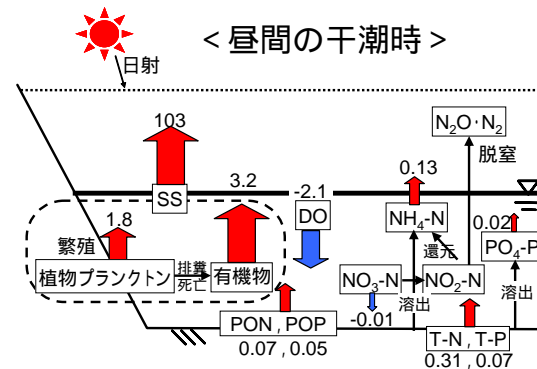 <昼間の干潮時>
日射
103
N₂O・N₂
脱窒
3.2
-2.1
0.13
SS
DO
NH₄-N
0.02
1.8
PO₄-P
繁殖
還元
植物プランクトン
排糞
死亡
有機物
NO₃-N
NO₂-N
溶出
溶出
-0.01
PON , POP
0.07 , 0.05
T-N , T-P
0.31 , 0.07